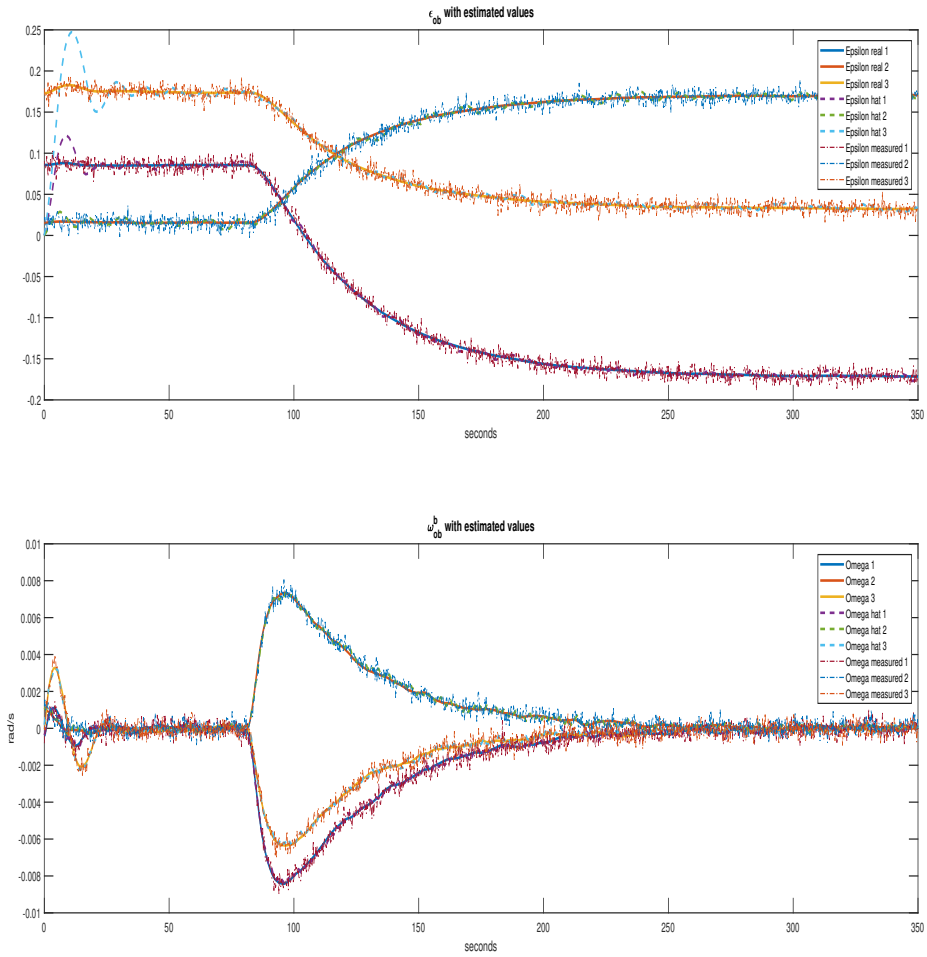 ϵob with estimated values
0.25
0.2
0.15
0.1
0.05
0
-0.05
-0.1
-0.15
-0.2
Epsilon real 1
Epsilon real 2
Epsilon real 3
Epsilon hat 1
Epsilon hat 2
Epsilon hat 3
Epsilon measured 1
Epsilon measured 2
Epsilon measured 3
0 50 100 150 200 250 300 350
seconds
ω^b_ob with estimated values
rad/s
0.01
0.008
0.006
0.004
0.002
0
-0.002
-0.004
-0.006
-0.008
-0.01
Omega 1
Omega 2
Omega 3
Omega hat 1
Omega hat 2
Omega hat 3
Omega measured 1
Omega measured 2
Omega measured 3
0 50 100 150 200 250 300 350
seconds